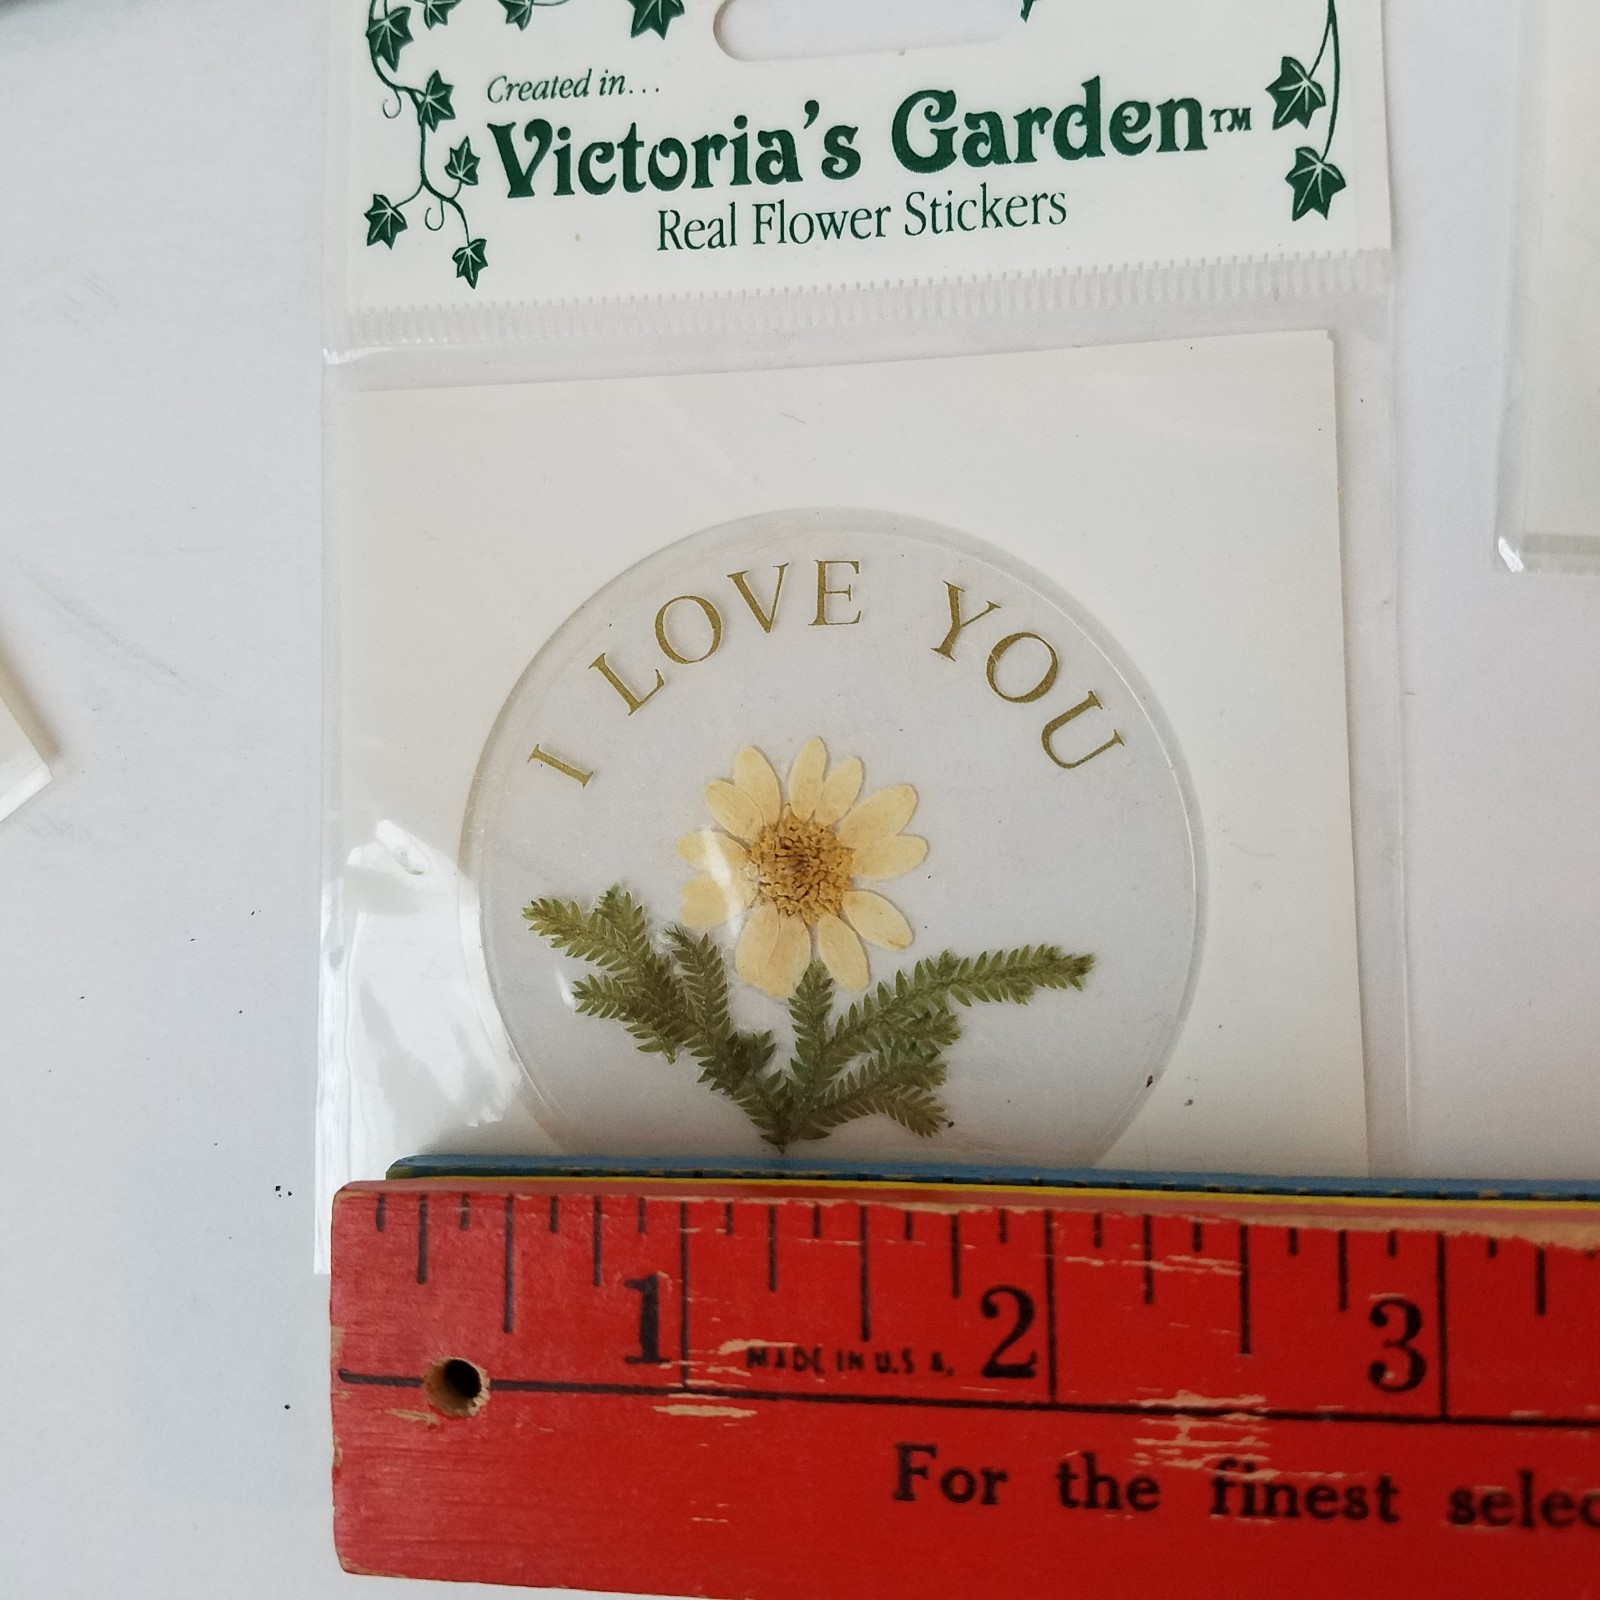 Created in...
Victoria's Garden™
Real Flower Stickers
I LOVE YOU
1 2 3
MADE IN U.S.A.
For the finest selec